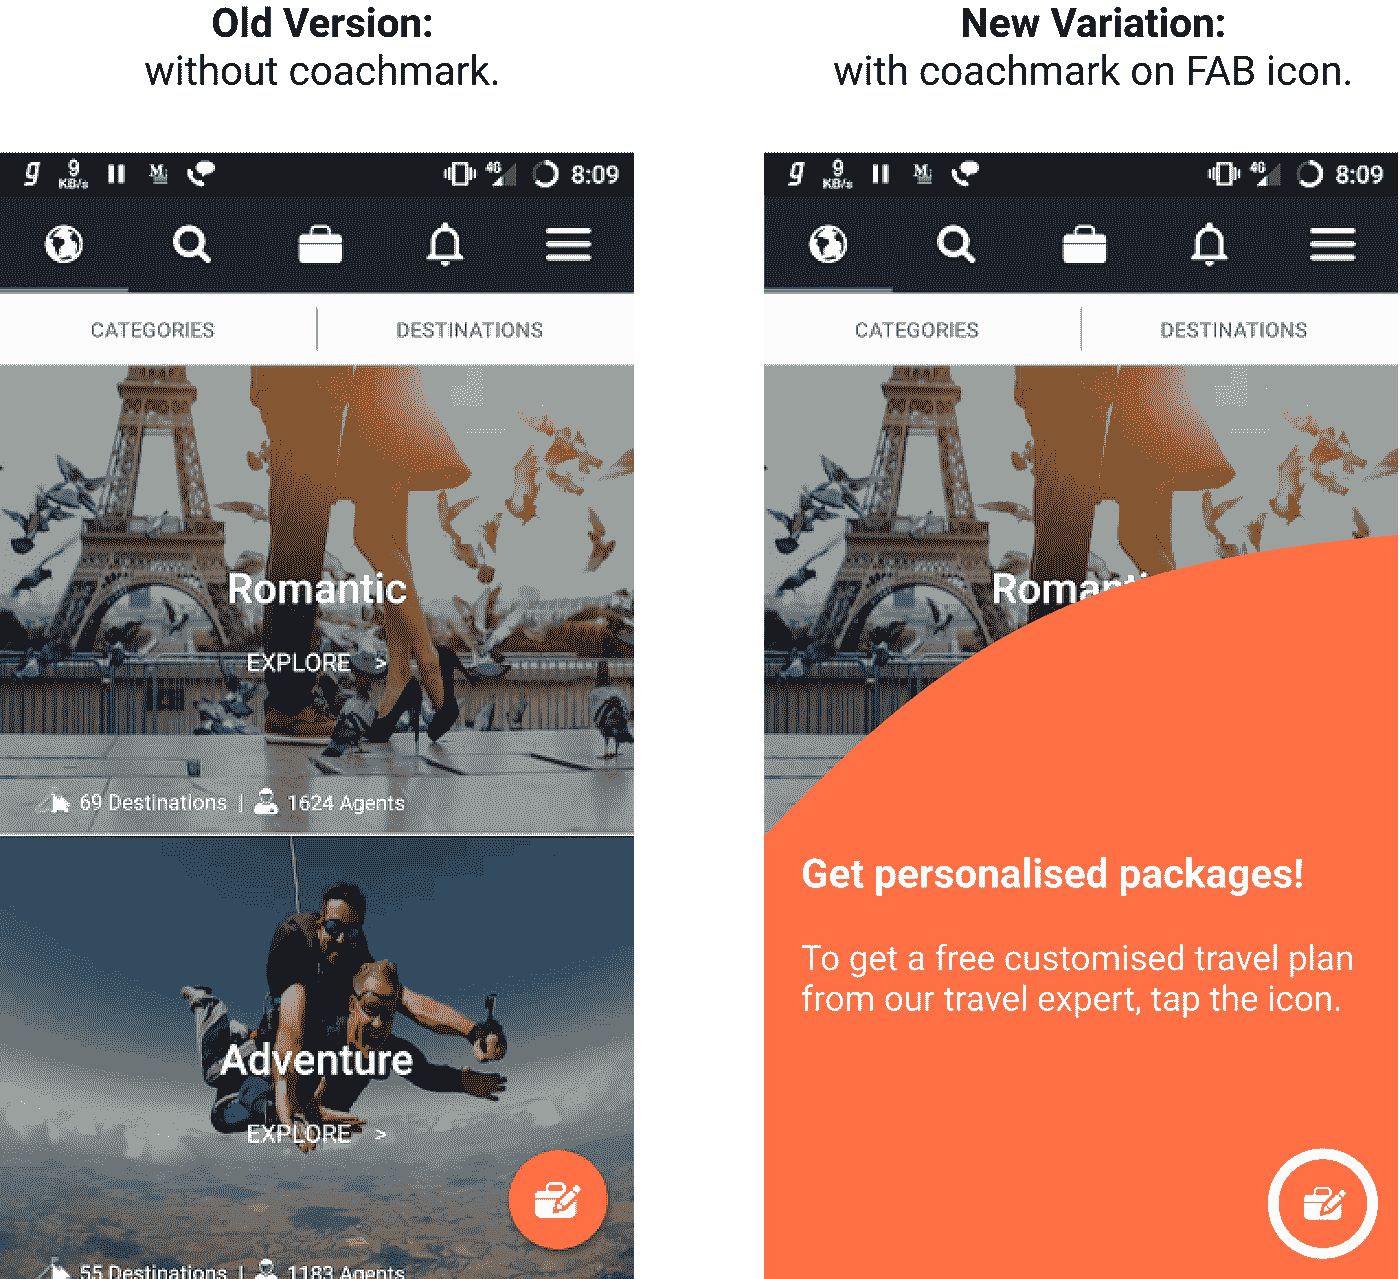 Old Version:
without coachmark.
g 9 KB/s 4G 8:09
CATEGORIES DESTINATIONS
Romantic
EXPLORE >
69 Destinations | 1624 Agents
Adventure
EXPLORE >
55 Destinations | 1183 Agents
New Variation:
with coachmark on FAB icon.
g 9 KB/s 4G 8:09
CATEGORIES DESTINATIONS
Romanti
Get personalised packages!
To get a free customised travel plan
from our travel expert, tap the icon.